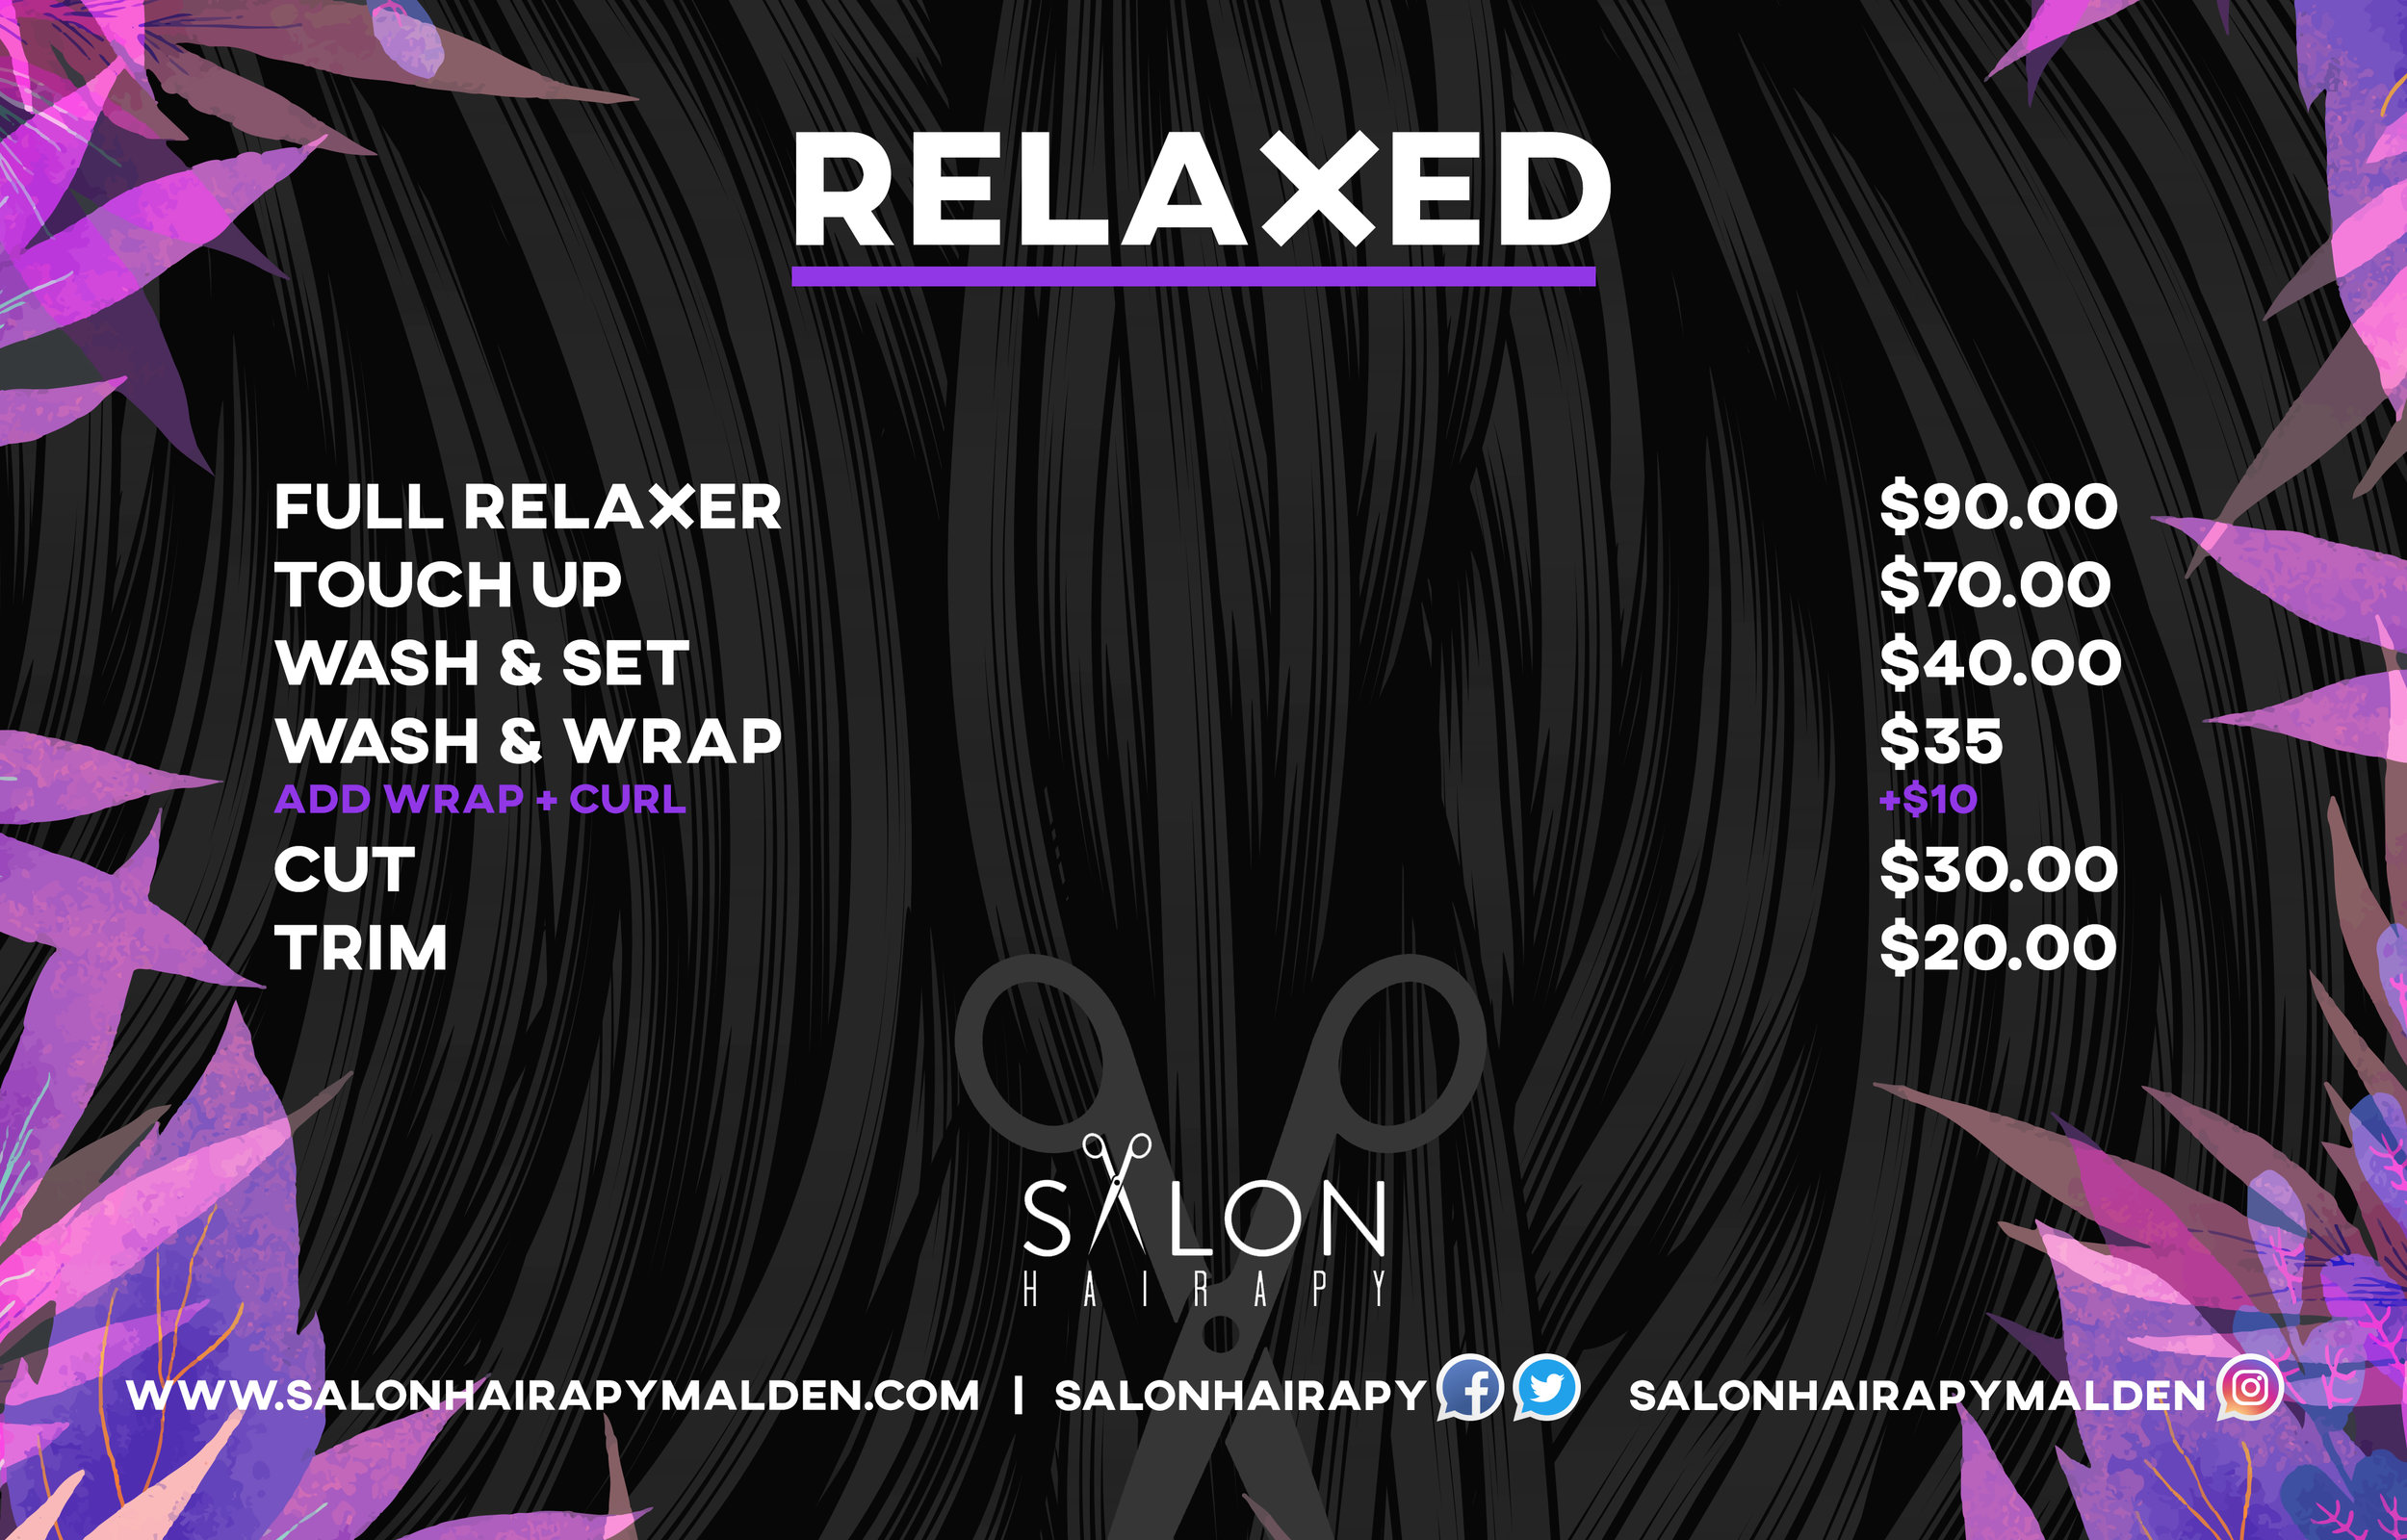 RELAXED
FULL RELAXER $90.00
TOUCH UP $70.00
WASH & SET $40.00
WASH & WRAP $35
ADD WRAP + CURL +$10
CUT $30.00
TRIM $20.00
SALON
HAIRAPY
WWW.SALONHAIRAPYMALDEN.COM | SALONHAIRAPY SALONHAIRAPYMALDEN